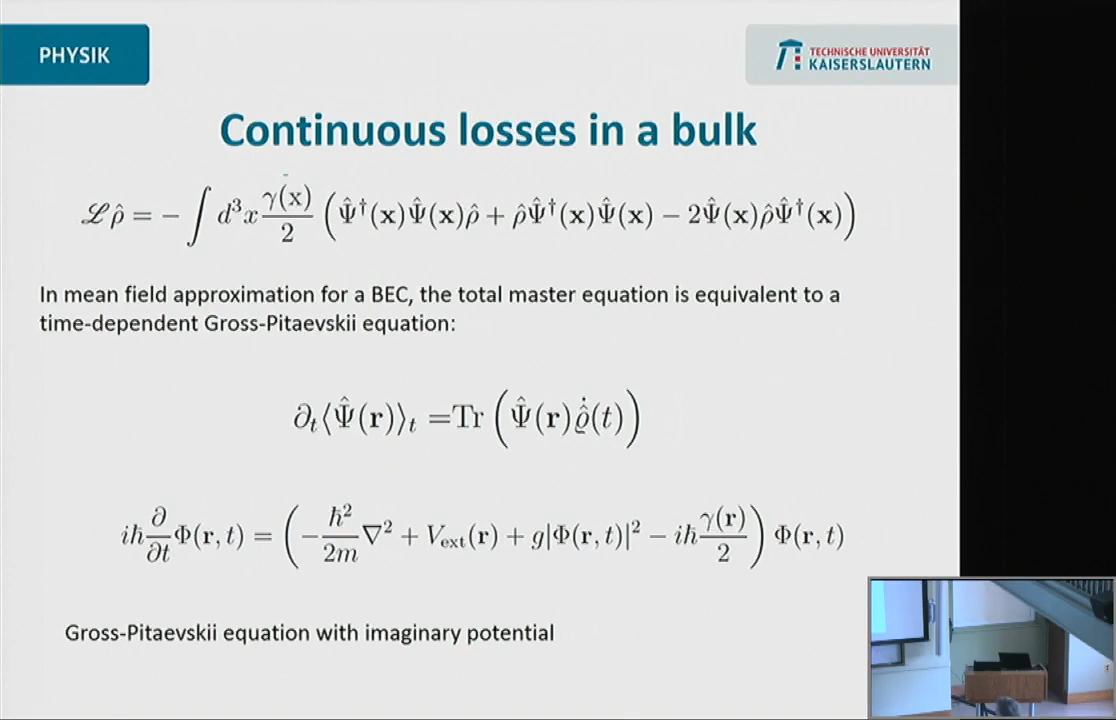 PHYSIK
TECHNISCHE UNIVERSITÄT
KAISERSLAUTERN
Continuous losses in a bulk
ℒρ̂ = − ∫ d³x γ(x)/2 (Ψ̂†(x)Ψ̂(x)ρ̂ + ρ̂Ψ̂†(x)Ψ̂(x) − 2Ψ̂(x)ρ̂Ψ̂†(x))
In mean field approximation for a BEC, the total master equation is equivalent to a
time-dependent Gross-Pitaevskii equation:
∂ₜ⟨Ψ̂(r)⟩ₜ =Tr (Ψ̂(r)ϱ̂̇(t))
iħ ∂/∂t Φ(r, t) = (−ħ²/2m ∇² + V_ext(r) + g|Φ(r, t)|² − iħ γ(r)/2) Φ(r, t)
Gross-Pitaevskii equation with imaginary potential